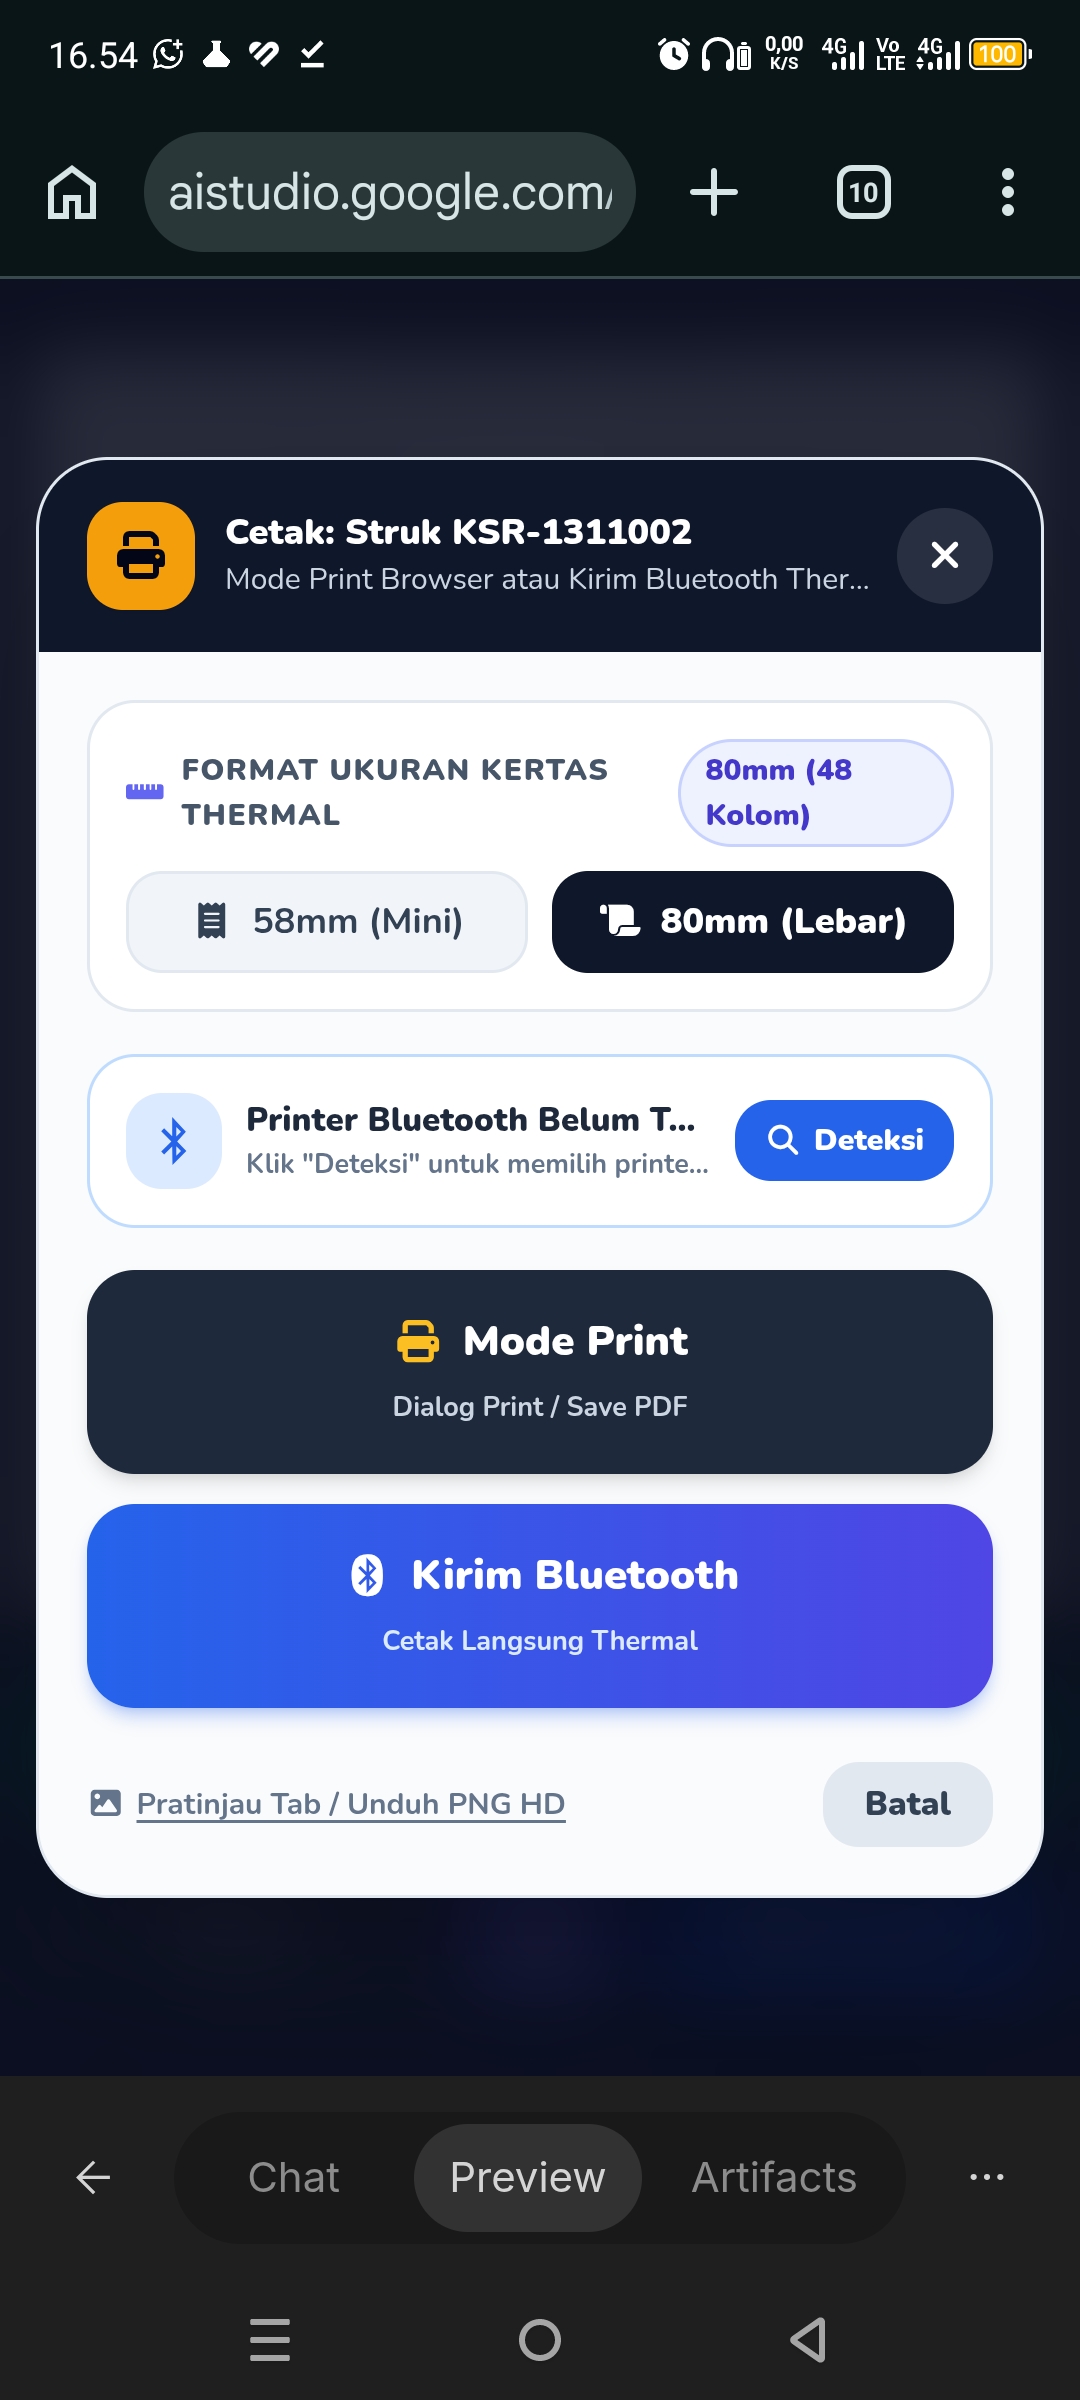 16.54
0,00 K/S 4G Vo LTE 4G 100
aistudio.google.com/
10
Cetak: Struk KSR-1311002
Mode Print Browser atau Kirim Bluetooth Ther...
FORMAT UKURAN KERTAS
THERMAL
80mm (48
Kolom)
58mm (Mini)
80mm (Lebar)
Printer Bluetooth Belum T...
Klik "Deteksi" untuk memilih printe...
Deteksi
Mode Print
Dialog Print / Save PDF
Kirim Bluetooth
Cetak Langsung Thermal
Pratinjau Tab / Unduh PNG HD
Batal
Chat
Preview
Artifacts